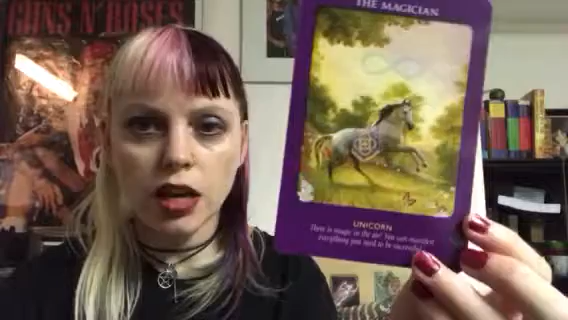 GUNS N' ROSES
THE MAGICIAN
UNICORN
There is magic in the air! You can manifest
everything you need to be successful.